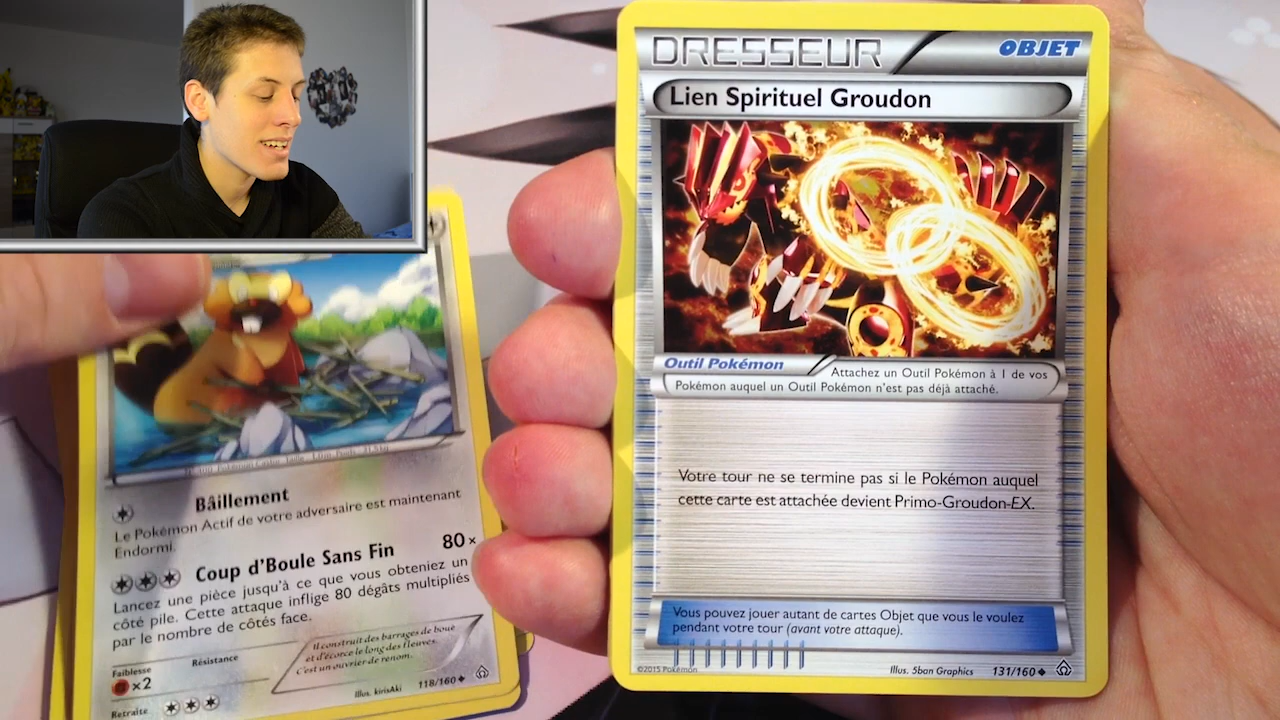 Bâillement
Le Pokémon Actif de votre adversaire est maintenant
Endormi.
Coup d'Boule Sans Fin 80×
Lancez une pièce jusqu'à ce que vous obteniez un
côté pile. Cette attaque inflige 80 dégâts multipliés
par le nombre de côtés face.
Faiblesse
Résistance
×2
Retraite
Il construit des barrages de boue
et d'écorce le long des fleuves.
C'est un ouvrier de renom.
Illus. kirisAki
118/160
DRESSEUR
OBJET
Lien Spirituel Groudon
Outil Pokémon
Attachez un Outil Pokémon à 1 de vos
Pokémon auquel un Outil Pokémon n'est pas déjà attaché.
Votre tour ne se termine pas si le Pokémon auquel
cette carte est attachée devient Primo-Groudon-EX.
Vous pouvez jouer autant de cartes Objet que vous le voulez
pendant votre tour (avant votre attaque).
©2015 Pokémon
Illus. 5ban Graphics
131/160